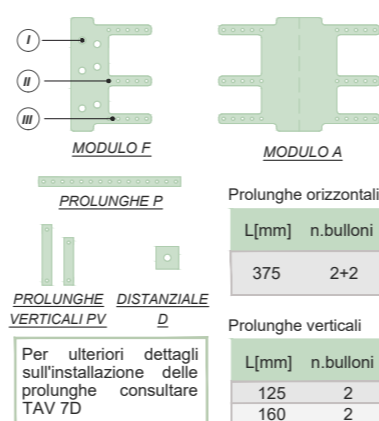 I
II
III
MODULO F
MODULO A
PROLUNGHE P
PROLUNGHE
VERTICALI PV
DISTANZIALE
D
Per ulteriori dettagli
sull'installazione delle
prolunghe consultare
TAV 7D
Prolunghe orizzontali
L[mm] n.bulloni
375 2+2
Prolunghe verticali
L[mm] n.bulloni
125 2
160 2